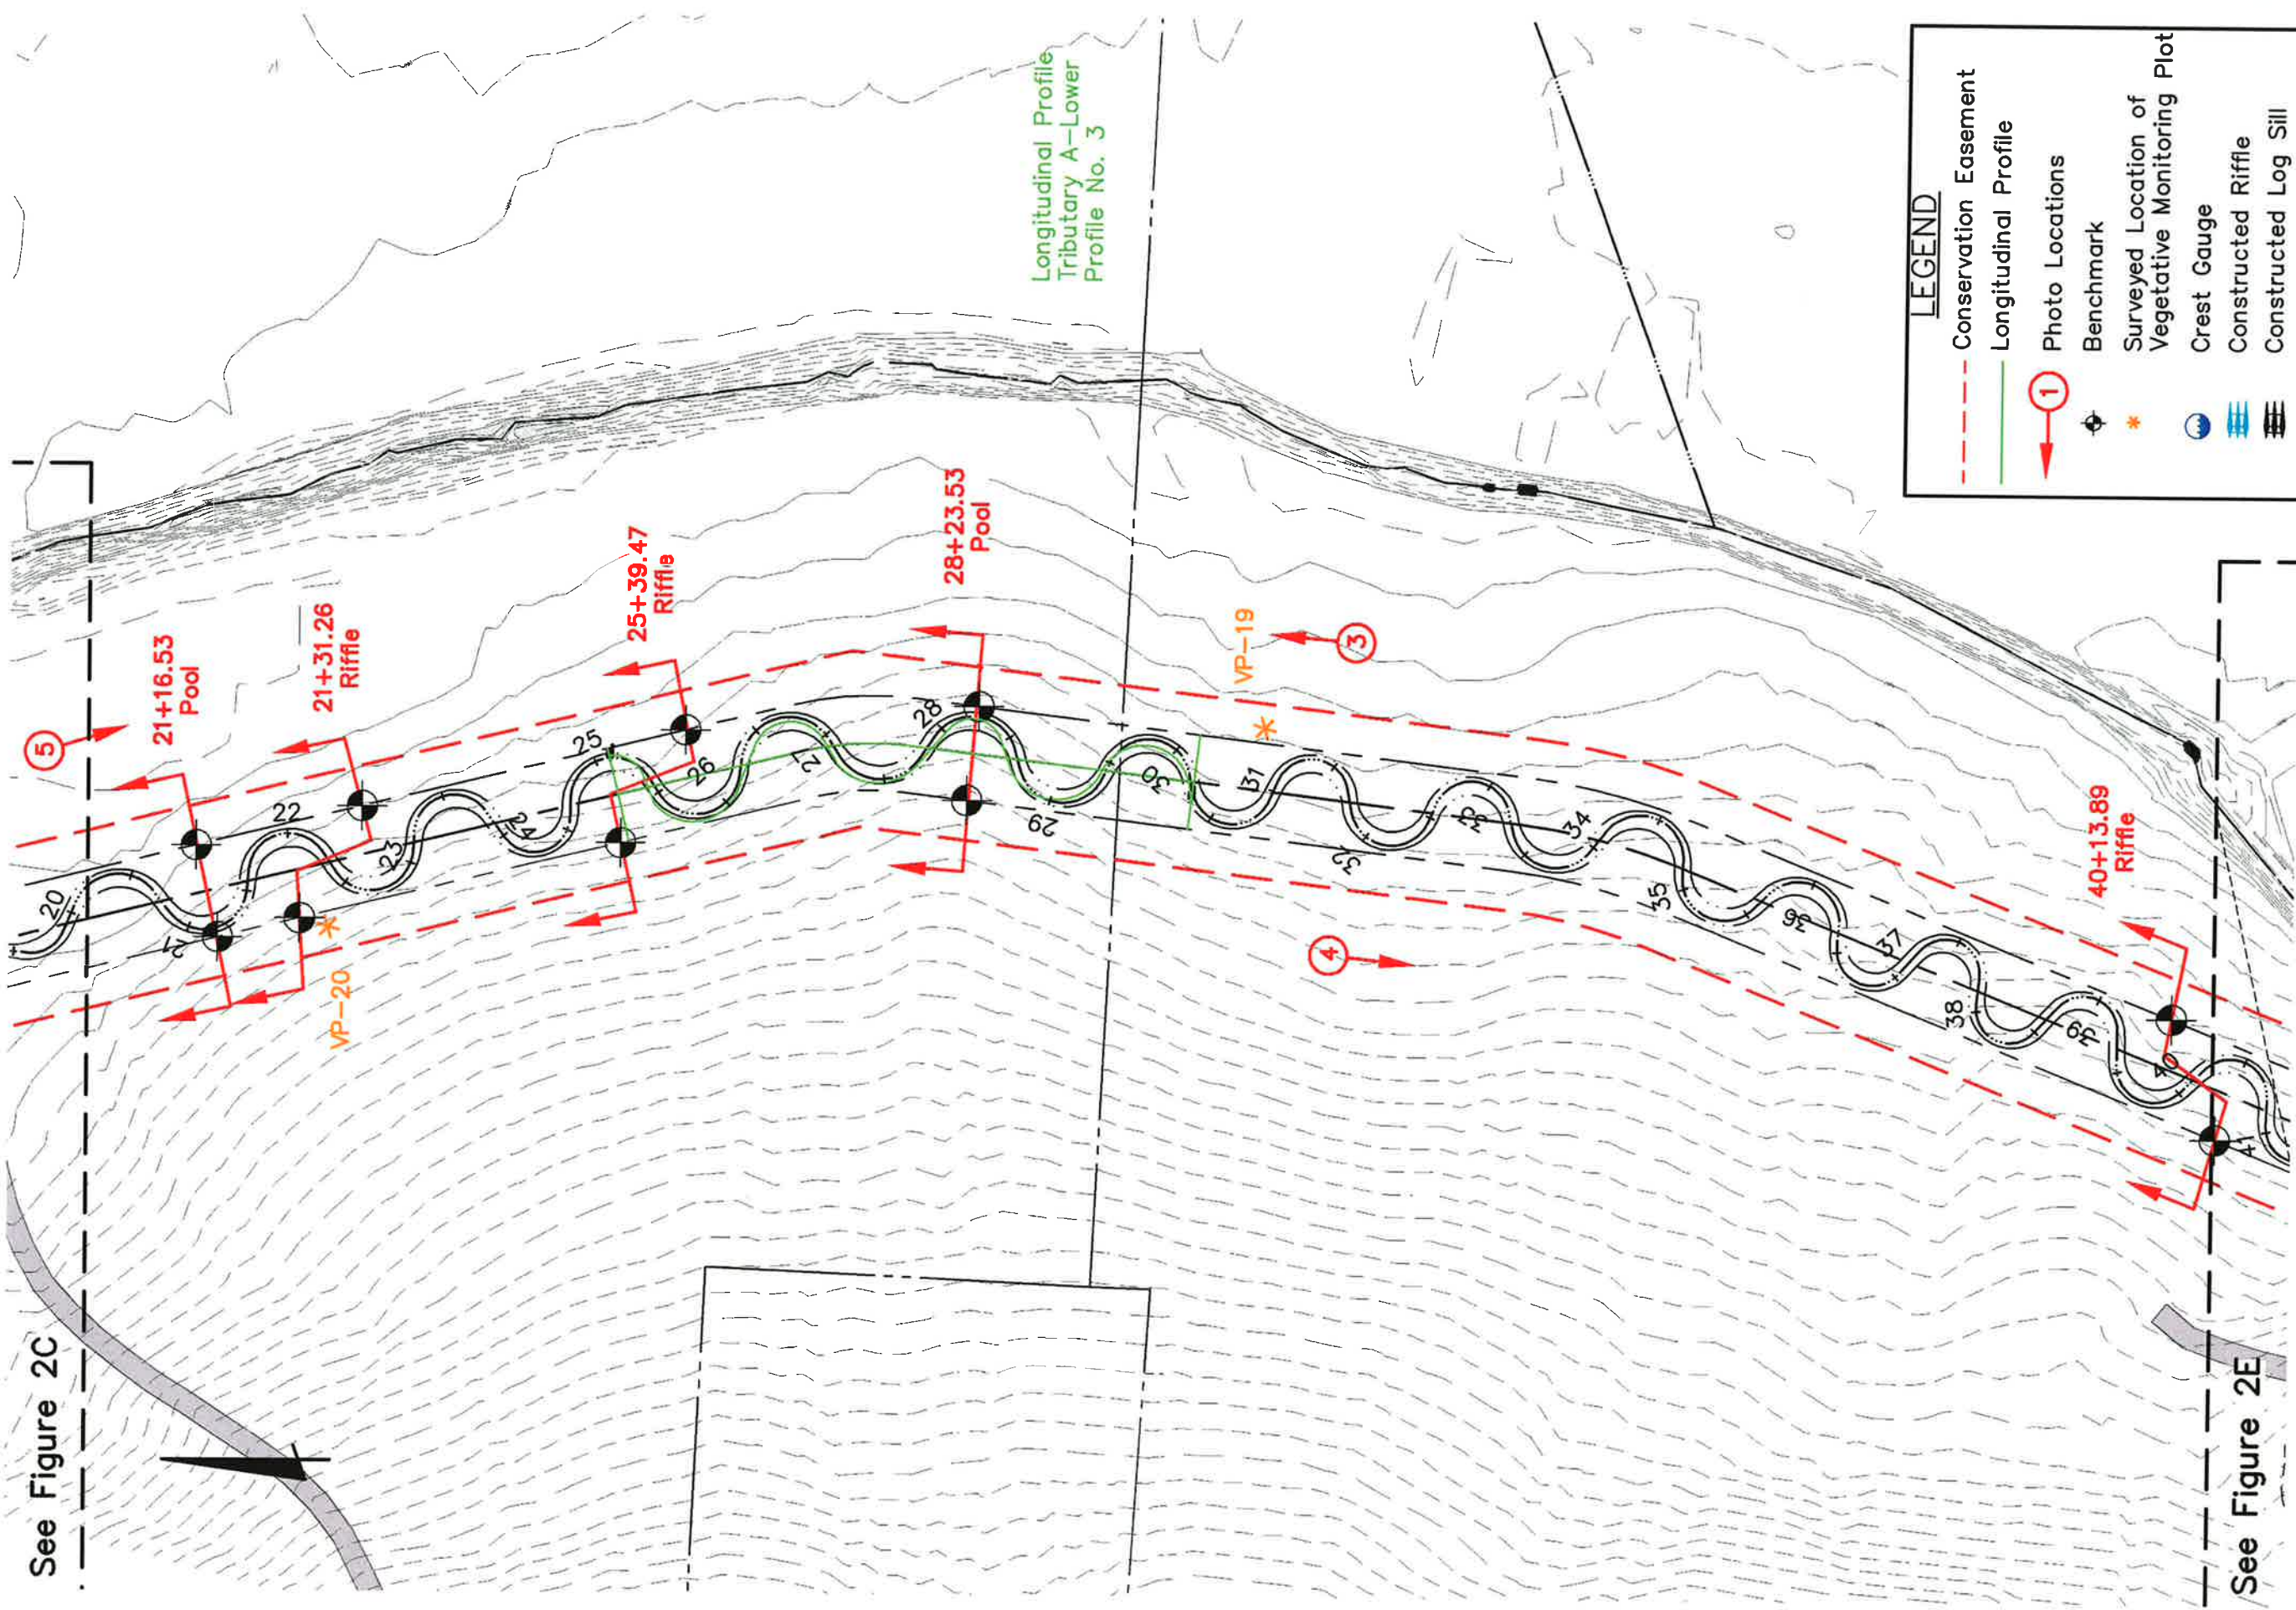 See Figure 2C
5
21+16.53
Pool
21+31.26
Riffle
25+39.47
Riffle
28+23.53
Pool
Longitudinal Profile
Tributary A-Lower
Profile No. 3
VP-19
3
VP-20
4
40+13.89
Riffle
20
21
22
23
24
25
26
27
28
29
30
31
32
33
34
35
36
37
38
39
40
41
See Figure 2E
LEGEND
Conservation Easement
Longitudinal Profile
1
Photo Locations
Benchmark
Surveyed Location of
Vegetative Monitoring Plot
Crest Gauge
Constructed Riffle
Constructed Log Sill